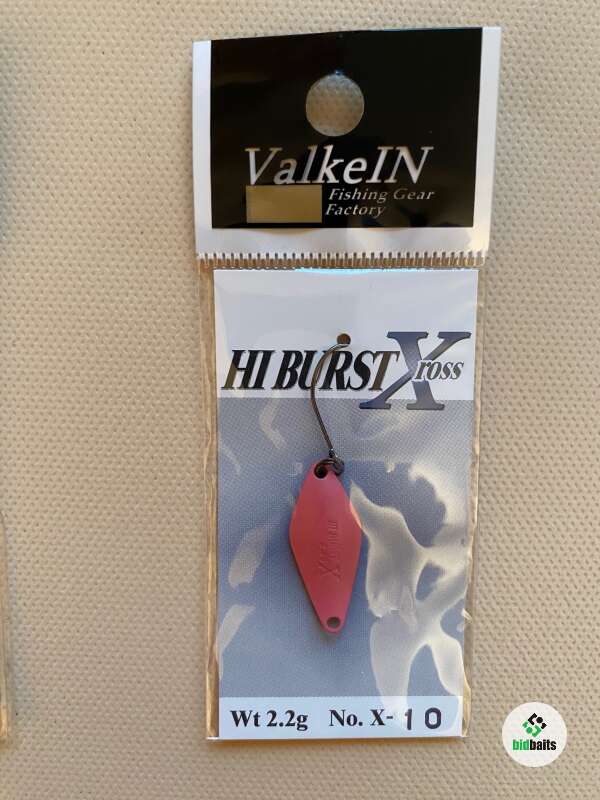 ValkeIN
Fishing Gear
Factory
HI BURST Xross
Wt 2.2g No. X-10
bidbaits